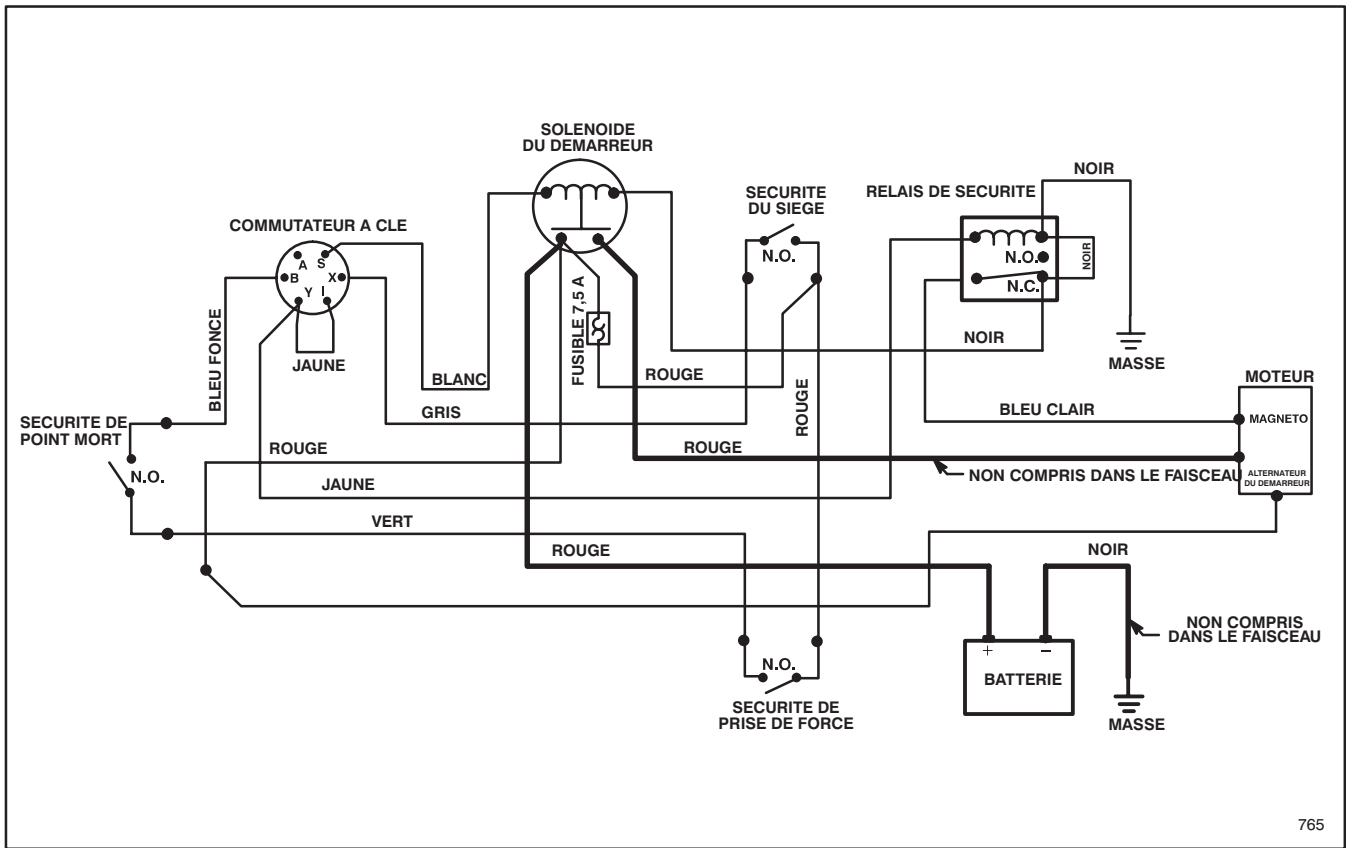 SOLENOIDE
DU DEMARREUR
COMMUTATEUR A CLE
A
S
B
X
Y
I
JAUNE
BLEU FONCE
BLANC
FUSIBLE 7,5 A
SECURITE
DU SIEGE
N.O.
RELAIS DE SECURITE
NOIR
N.O.
NOIR
N.C.
NOIR
MASSE
ROUGE
ROUGE
GRIS
BLEU CLAIR
MOTEUR
MAGNETO
ALTERNATEUR
DU DEMARREUR
SECURITE DE
POINT MORT
N.O.
ROUGE
ROUGE
NON COMPRIS DANS LE FAISCEAU
JAUNE
VERT
ROUGE
NOIR
NON COMPRIS
DANS LE FAISCEAU
+
–
BATTERIE
MASSE
N.O.
SECURITE DE
PRISE DE FORCE
765